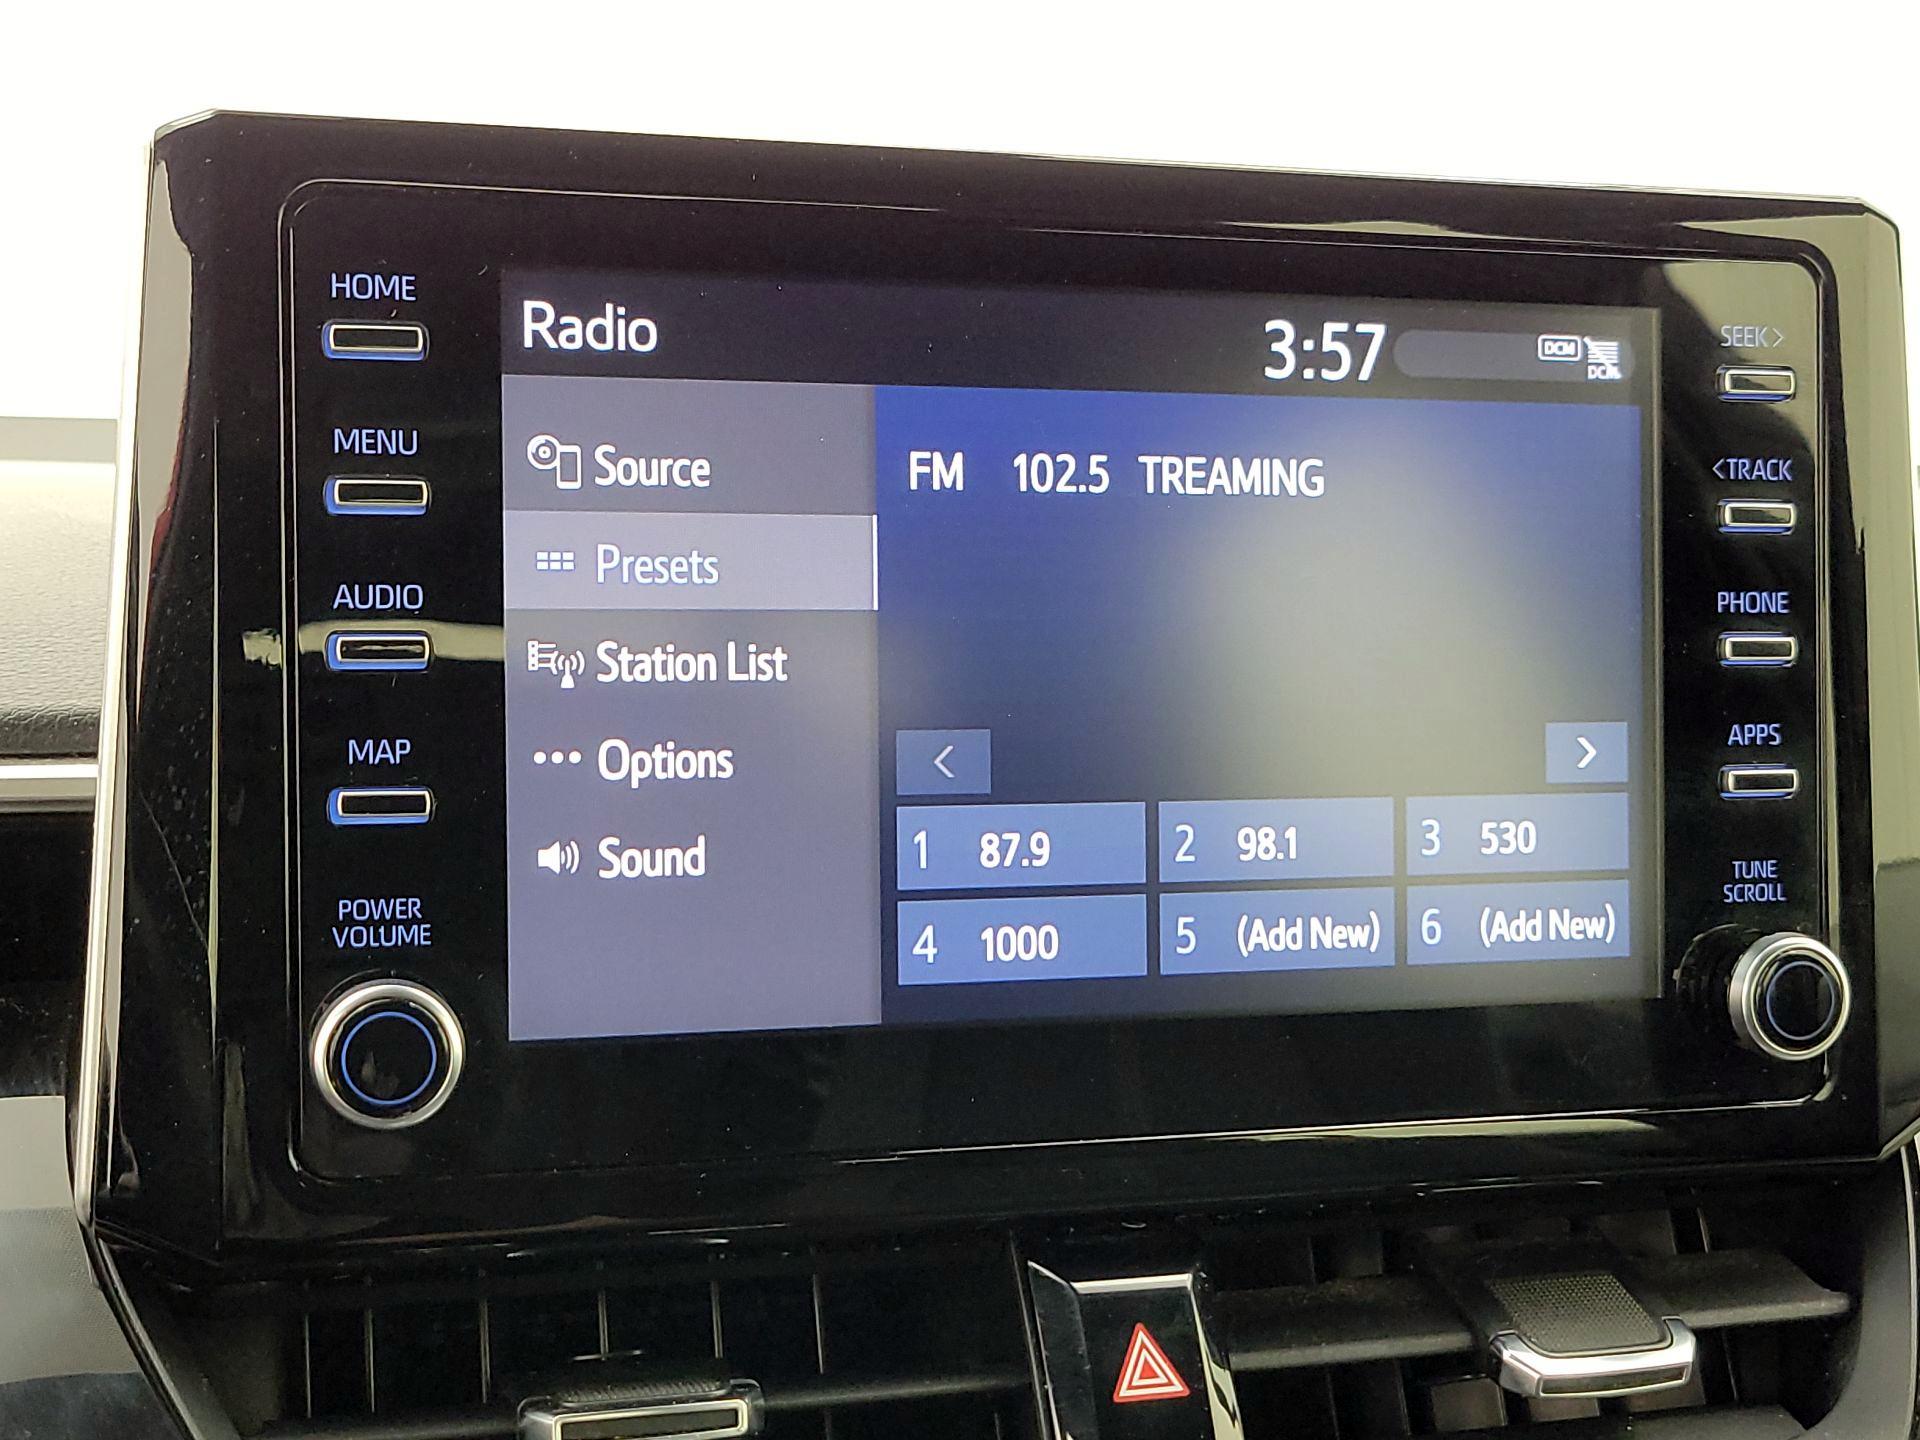 HOME
MENU
AUDIO
MAP
POWER
VOLUME
Radio
3:57
DCM
DCM
Source
Presets
Station List
Options
Sound
FM 102.5 TREAMING
<
>
1 87.9
2 98.1
3 530
4 1000
5 (Add New)
6 (Add New)
SEEK >
< TRACK
PHONE
APPS
TUNE
SCROLL